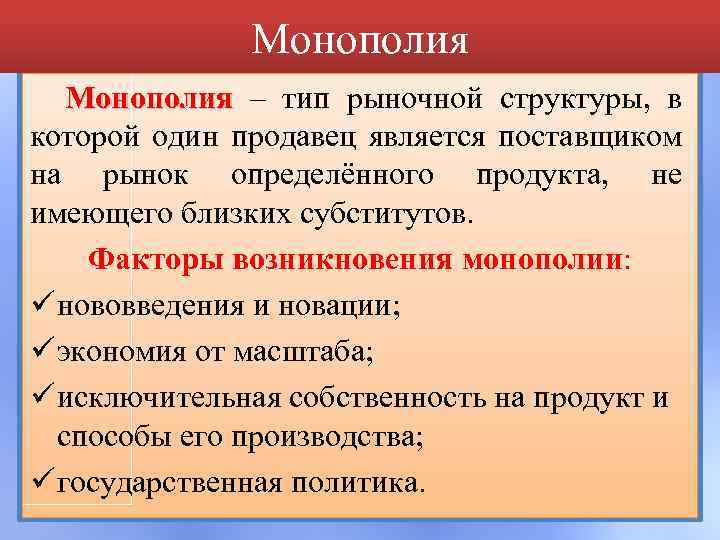 Монополия
Монополия – тип рыночной структуры, в
которой один продавец является поставщиком
на рынок определённого продукта, не
имеющего близких субститутов.
Факторы возникновения монополии:
✓нововведения и новации;
✓экономия от масштаба;
✓исключительная собственность на продукт и
способы его производства;
✓государственная политика.